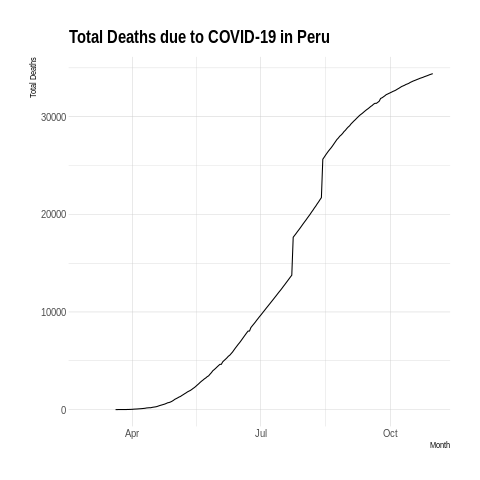 Total Deaths due to COVID-19 in Peru
Total Deaths
30000
20000
10000
0
Apr
Jul
Oct
Month